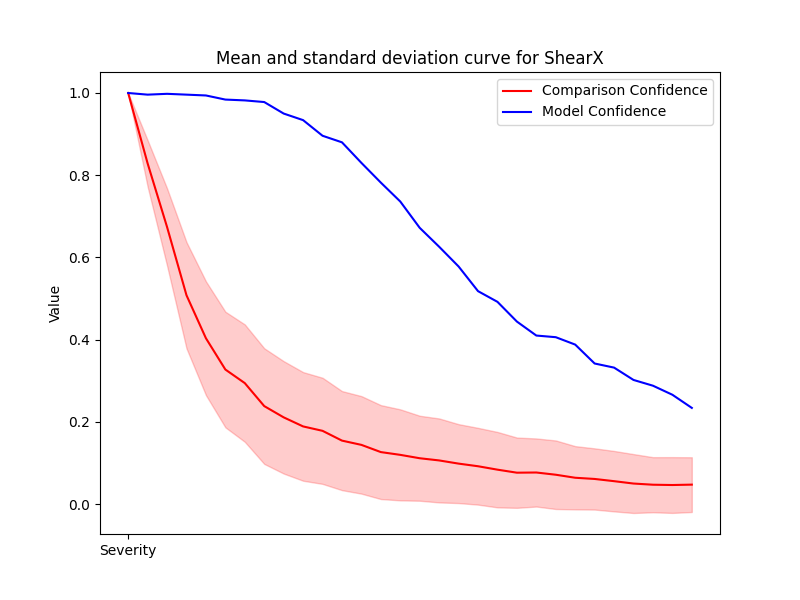 Mean and standard deviation curve for ShearX
Comparison Confidence
Model Confidence
1.0
0.8
0.6
0.4
0.2
0.0
Value
Severity